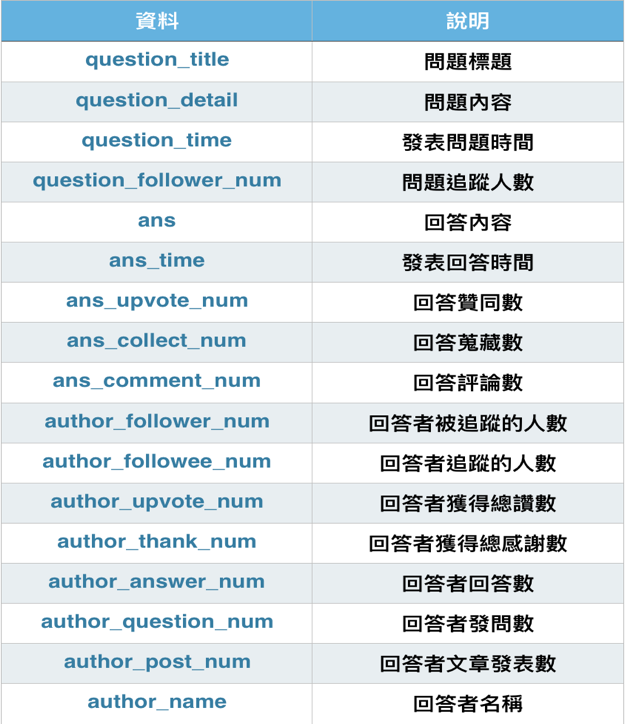 資料 說明
question_title 問題標題
question_detail 問題內容
question_time 發表問題時間
question_follower_num 問題追蹤人數
ans 回答內容
ans_time 發表回答時間
ans_upvote_num 回答贊同數
ans_collect_num 回答蒐藏數
ans_comment_num 回答評論數
author_follower_num 回答者被追蹤的人數
author_followee_num 回答者追蹤的人數
author_upvote_num 回答者獲得總讚數
author_thank_num 回答者獲得總感謝數
author_answer_num 回答者回答數
author_question_num 回答者發問數
author_post_num 回答者文章發表數
author_name 回答者名稱